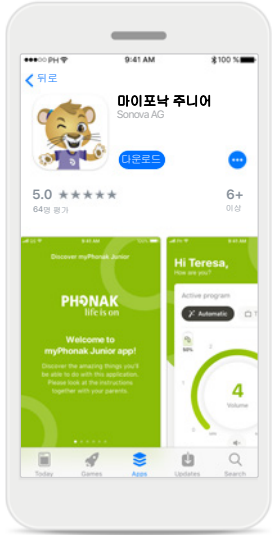 PH 9:41 AM 100 %
뒤로
마이포낙 주니어
Sonova AG
다운로드
5.0 ★★★★★ 6+
64명 평가 이상
9:41 AM
Discover myPhonak Junior
PHONAK
life is on
Welcome to
myPhonak Junior app!
Discover the amazing things you'll
be able to do with this application.
Please look at the instructions
together with your parents.
Hi Teresa,
How are you?
Active program
Automatic T
50%
4
Volume
Today Games Apps Updates Search